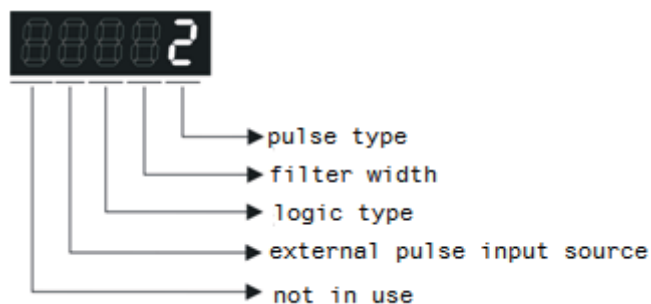 2
pulse type
filter width
logic type
external pulse input source
not in use